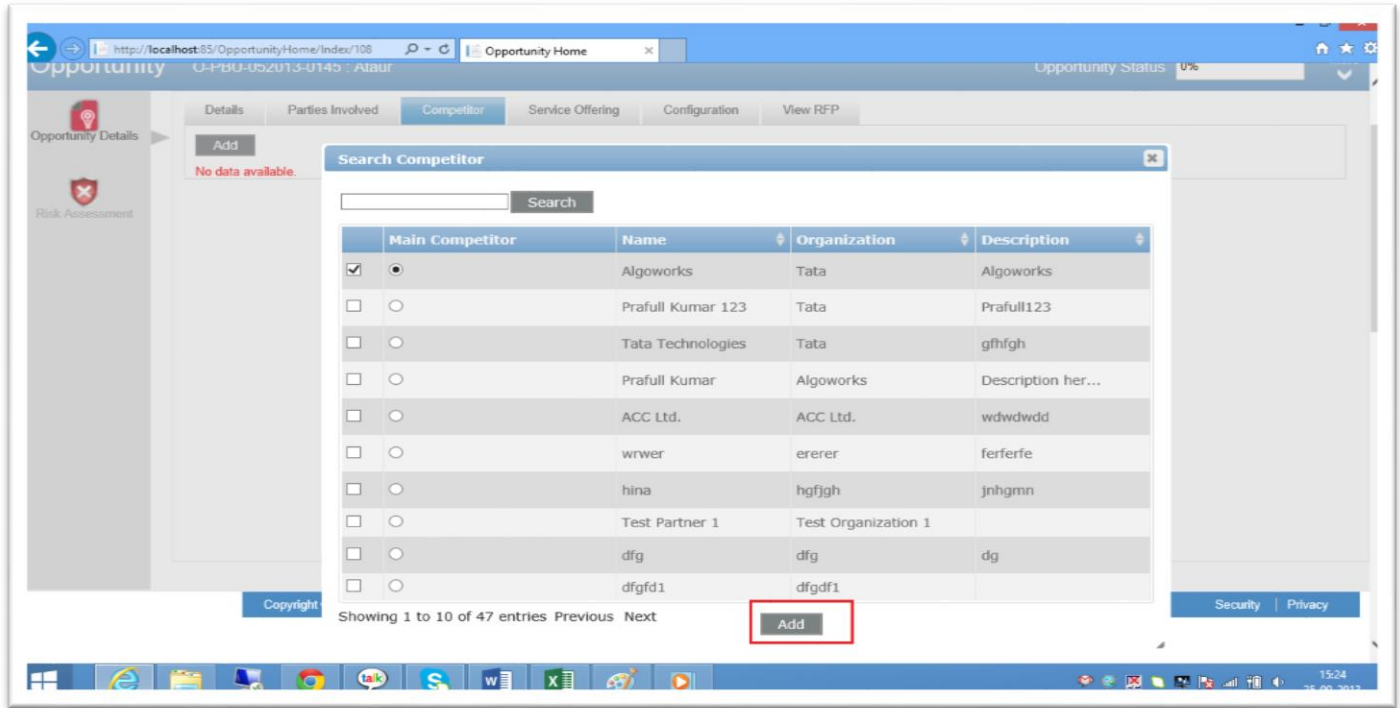 http://localhost:85/OpportunityHome/Index/108 Opportunity Home
Opportunity O-PBU-052013-0145 : Ataur Opportunity Status 0%
Details Parties Involved Competitor Service Offering Configuration View RFP
Opportunity Details
Add
No data available.
Risk Assessment
Search Competitor
Search
Main Competitor Name Organization Description
Algoworks Tata Algoworks
Prafull Kumar 123 Tata Prafull123
Tata Technologies Tata gfhfgh
Prafull Kumar Algoworks Description her...
ACC Ltd. ACC Ltd. wdwdwdd
wrwer ererer ferferfe
hina hgfjgh jnhgmn
Test Partner 1 Test Organization 1
dfg dfg dg
dfgfd1 dfgdf1
Showing 1 to 10 of 47 entries Previous Next
Add
Copyright Security | Privacy
talk
15:24